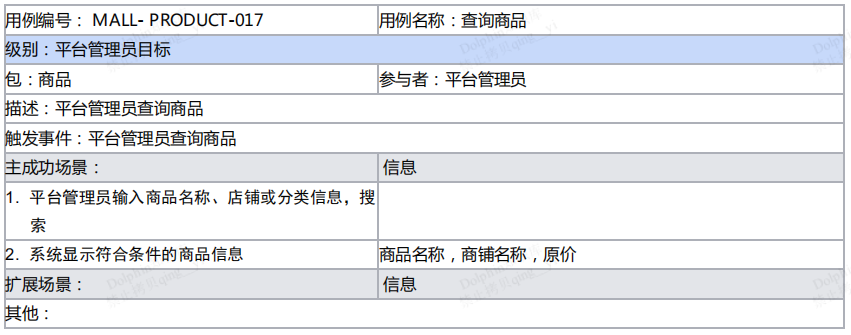 用例编号： MALL- PRODUCT-017
用例名称：查询商品
级别：平台管理员目标
包：商品
参与者：平台管理员
描述：平台管理员查询商品
触发事件：平台管理员查询商品
主成功场景：
信息
1. 平台管理员输入商品名称、店铺或分类信息，搜
索
2. 系统显示符合条件的商品信息
商品名称，商铺名称，原价
扩展场景：
信息
其他：